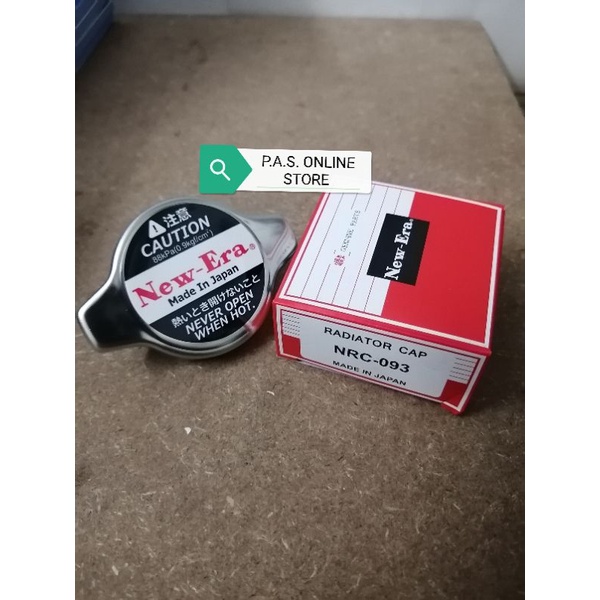 P.A.S. ONLINE
STORE
注意
CAUTION
88kPa(0.9kgf/cm²)
New-Era®
Made In Japan
熱いとき開けないこと
NEVER OPEN
WHEN HOT.
New-Era®
RADIATOR CAP
NRC-093
MADE IN JAPAN